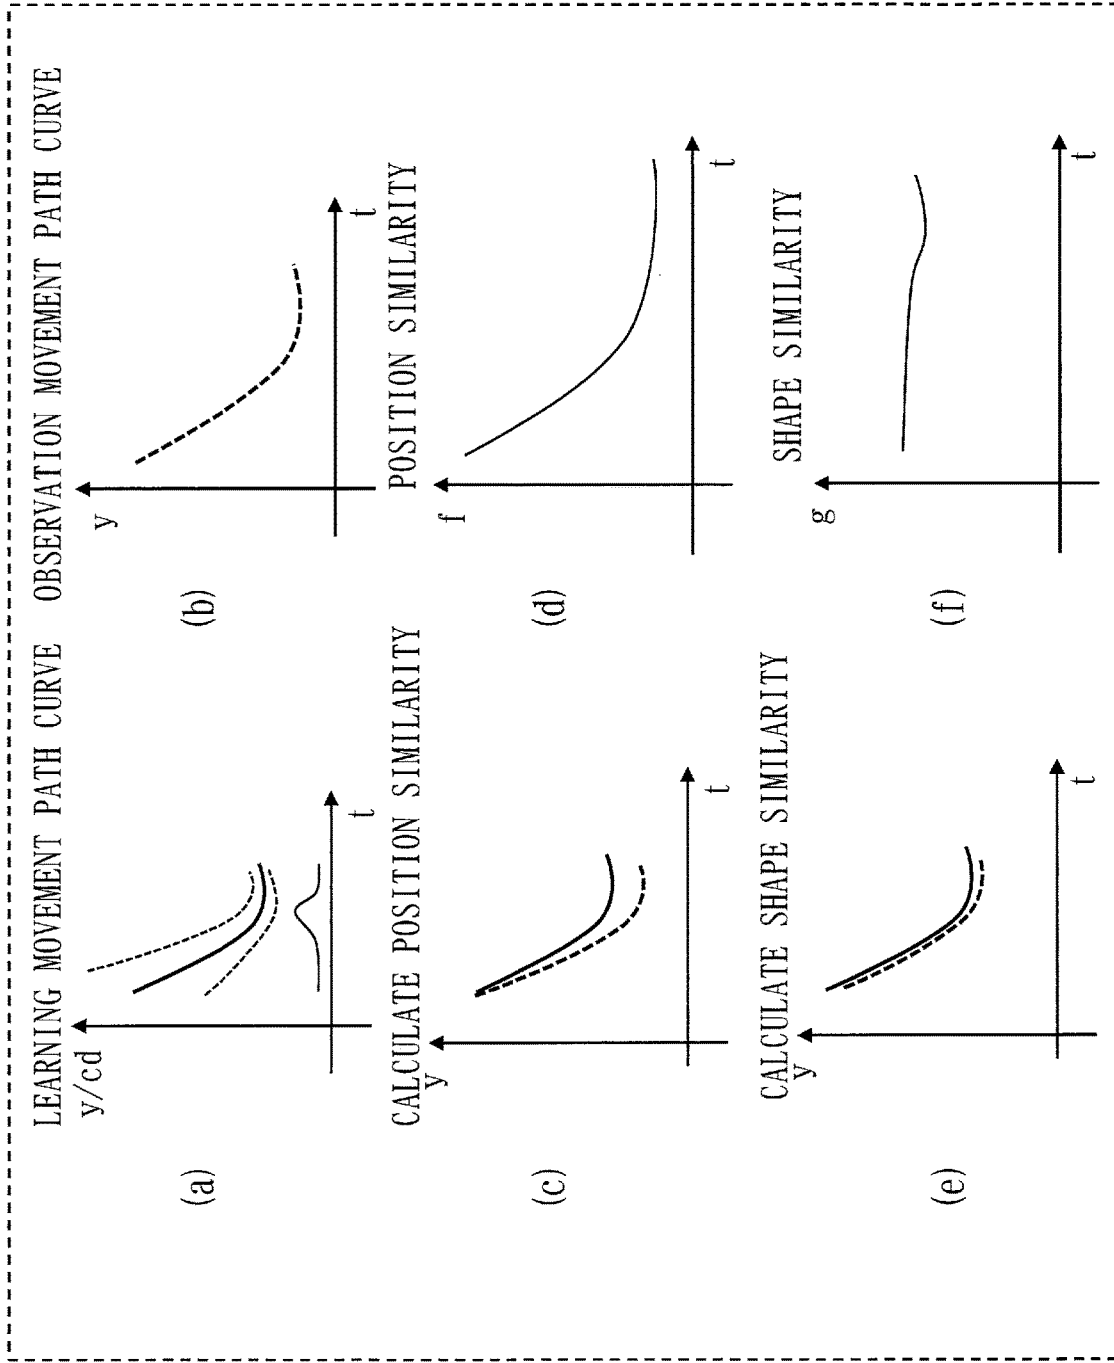 LEARNING MOVEMENT PATH CURVE
y/cd
t
(a)
OBSERVATION MOVEMENT PATH CURVE
y
t
(b)
CALCULATE POSITION SIMILARITY
y
t
(c)
POSITION SIMILARITY
f
t
(d)
CALCULATE SHAPE SIMILARITY
y
t
(e)
SHAPE SIMILARITY
g
t
(f)